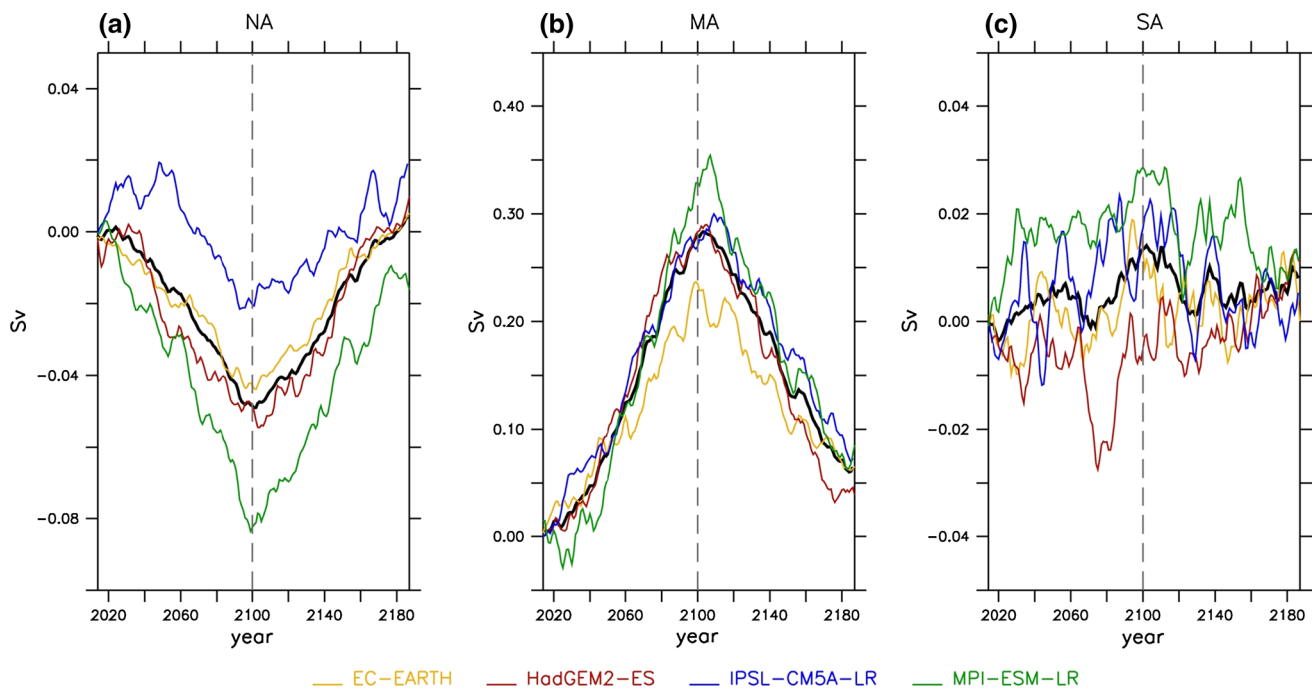 (a) NA
(b) MA
(c) SA
0.04
0.00
−0.04
−0.08
Sv
2020 2060 2100 2140 2180
year
0.40
0.30
0.20
0.10
0.00
Sv
2020 2060 2100 2140 2180
year
0.04
0.02
0.00
−0.02
−0.04
Sv
2020 2060 2100 2140 2180
year
EC−EARTH HadGEM2−ES IPSL−CM5A−LR MPI−ESM−LR